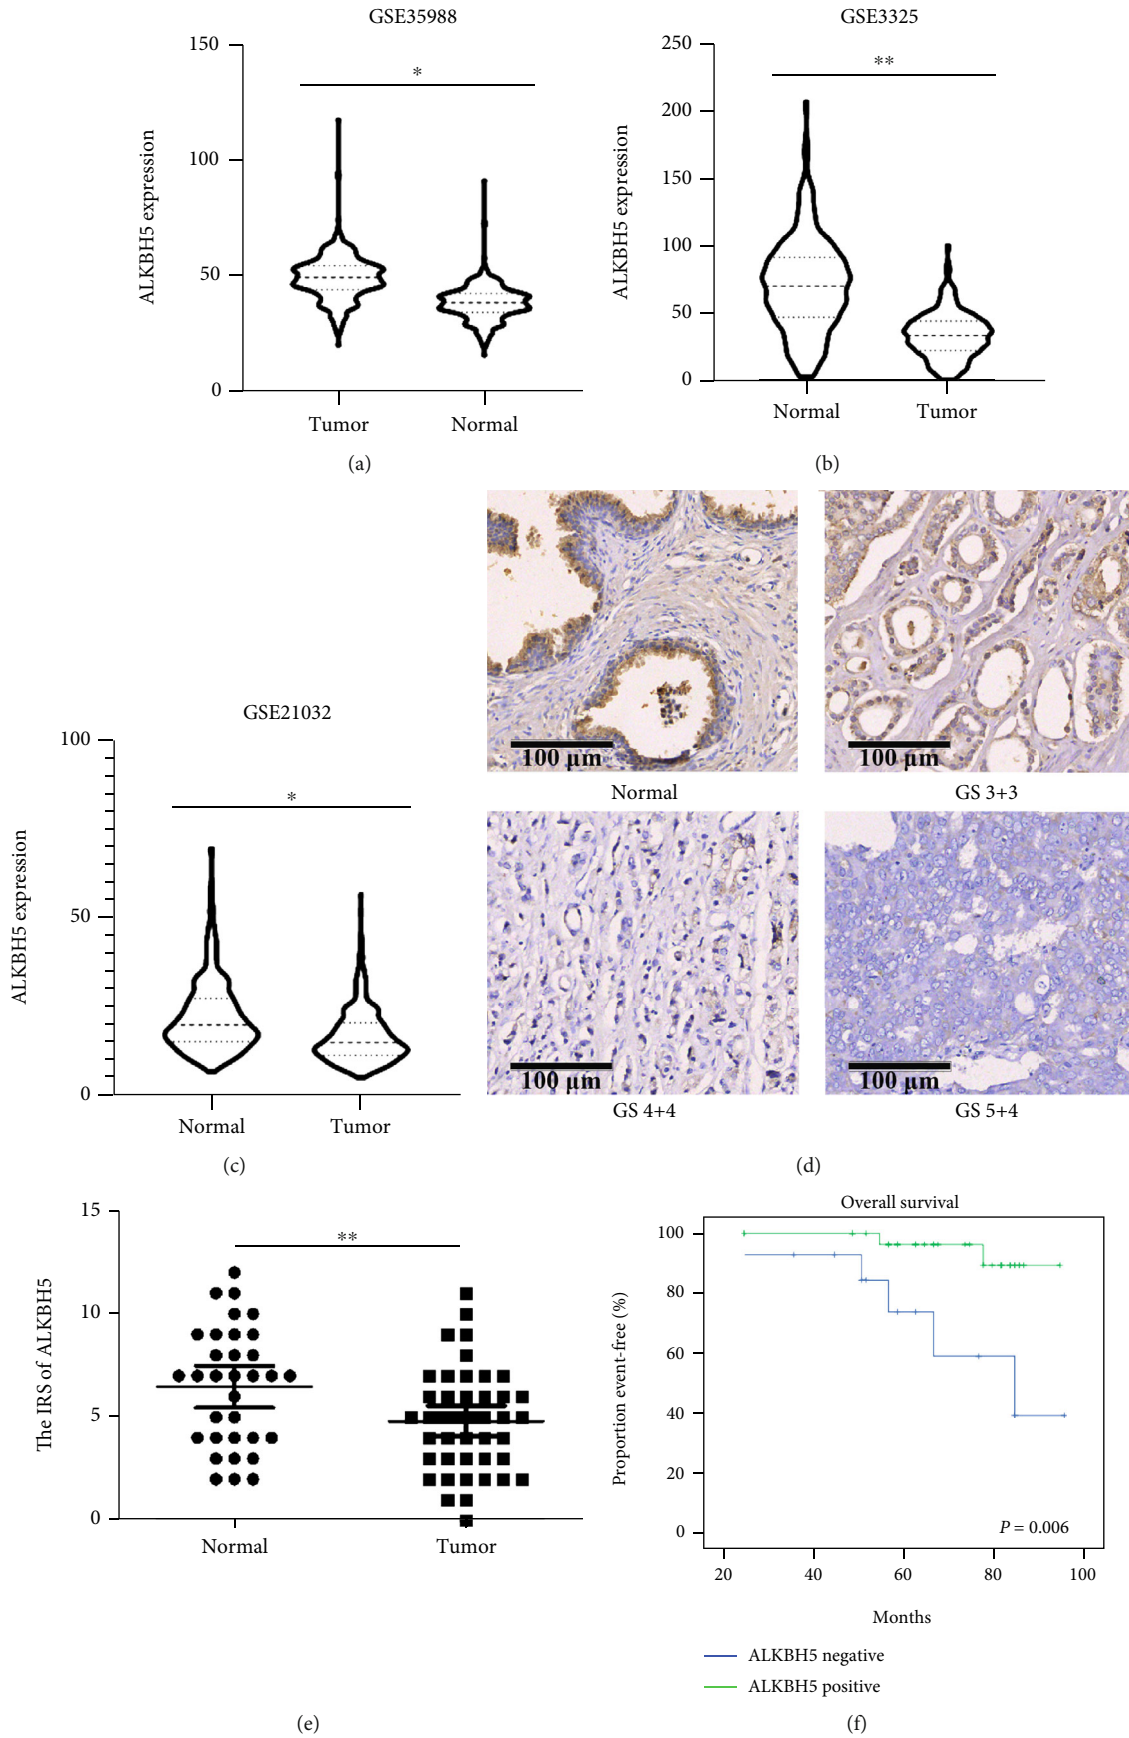 GSE35988
150
100
50
0
ALKBH5 expression
*
Tumor
Normal
(a)
GSE3325
250
200
150
100
50
0
ALKBH5 expression
**
Normal
Tumor
(b)
GSE21032
100
50
0
ALKBH5 expression
*
Normal
Tumor
(c)
100 μm
Normal
100 μm
GS 3+3
100 μm
GS 4+4
100 μm
GS 5+4
(d)
15
10
5
0
The IRS of ALKBH5
**
Normal
Tumor
(e)
Overall survival
100
80
60
40
20
0
Proportion event-free (%)
P = 0.006
20 40 60 80 100
Months
ALKBH5 negative
ALKBH5 positive
(f)